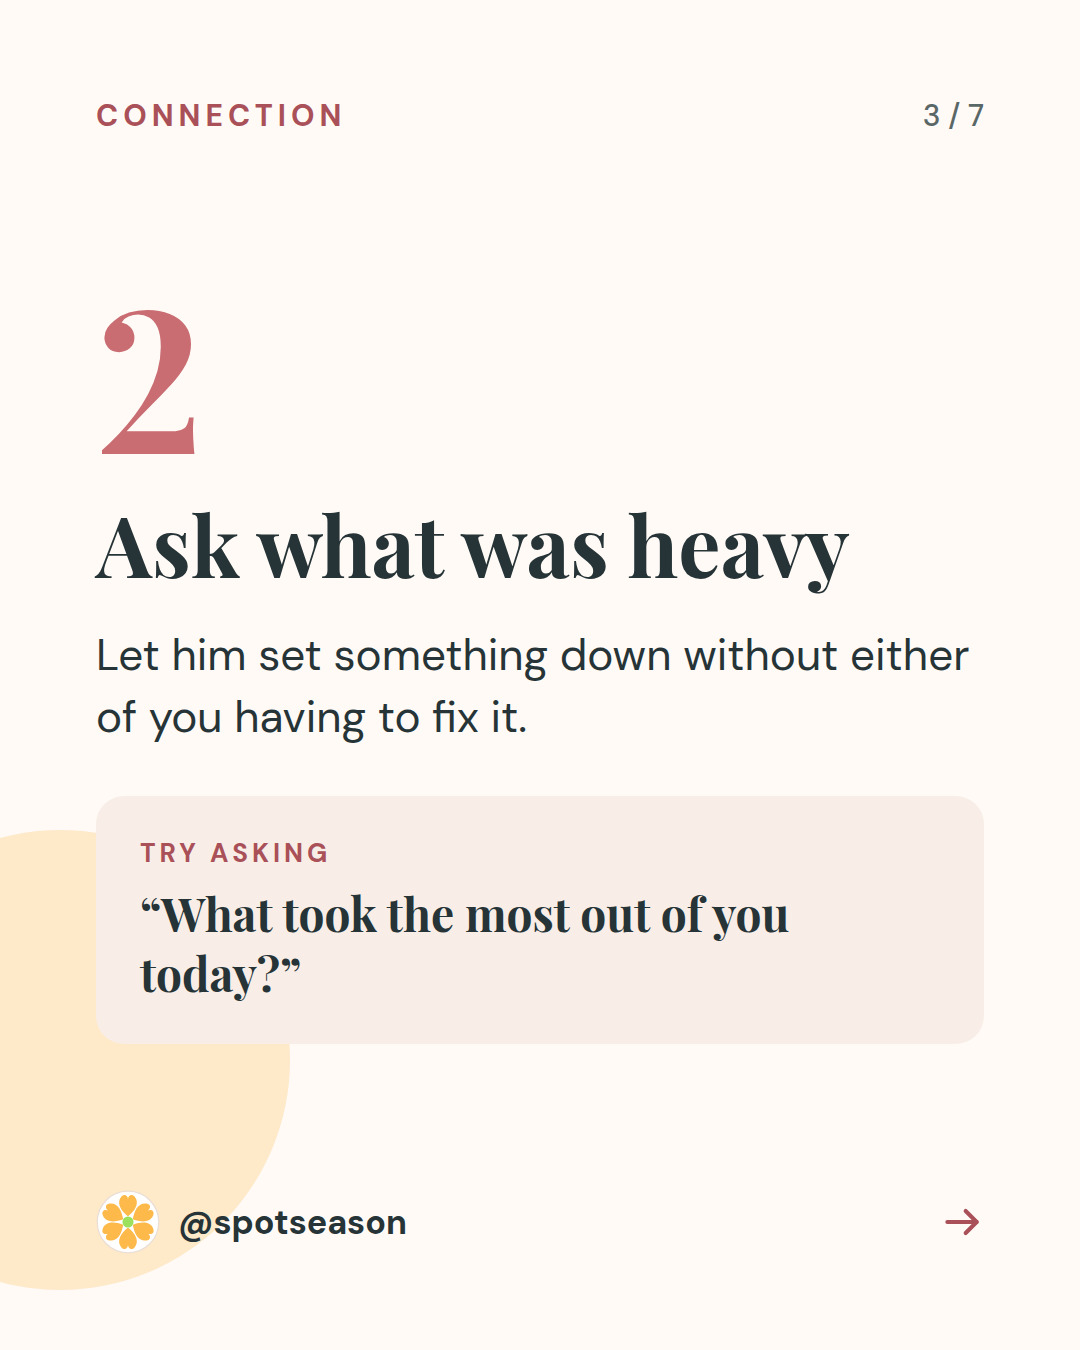 CONNECTION
3 / 7
2
Ask what was heavy
Let him set something down without either
of you having to fix it.
TRY ASKING
“What took the most out of you
today?”
@spotseason